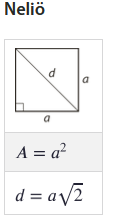 Neliö
d
a
a
A = a²
d = a√2